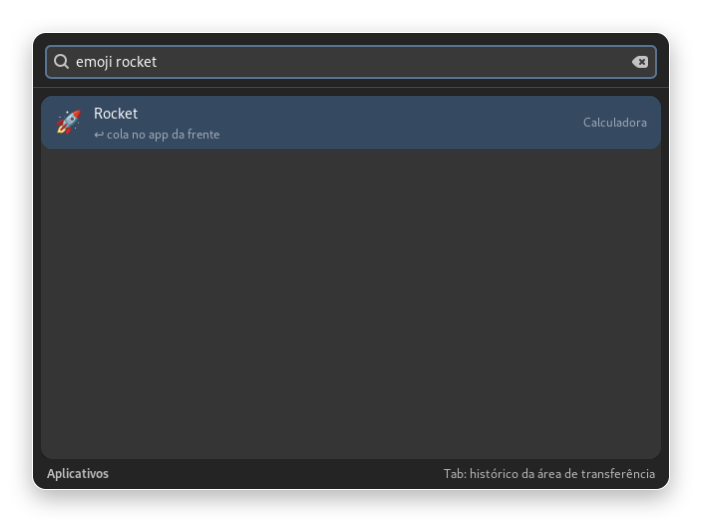 emoji rocket
Rocket
↩ cola no app da frente
Calculadora
Aplicativos
Tab: histórico da área de transferência